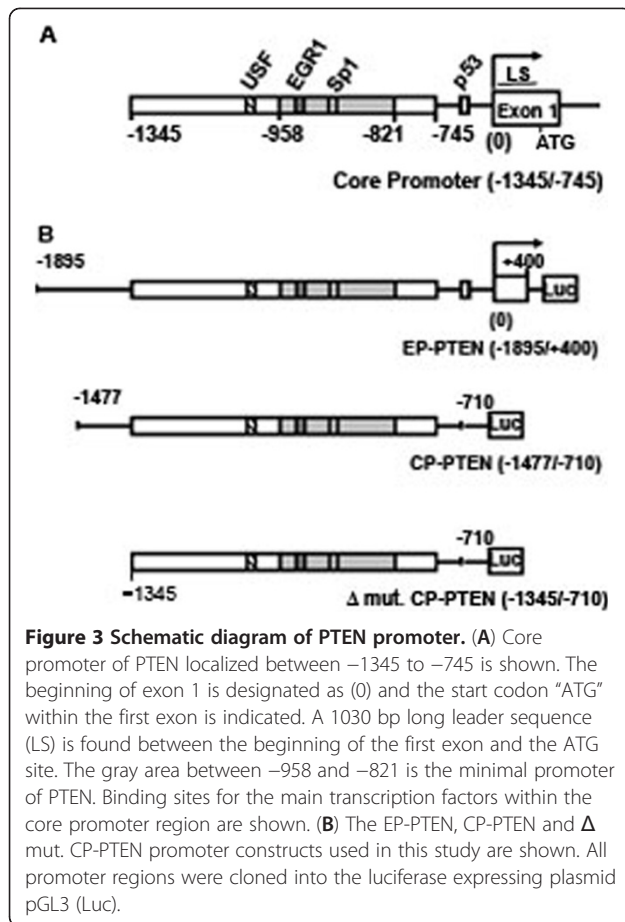 A
USF EGR1 Sp1 p53 LS
Exon 1
-1345 -958 -821 -745 (0) ATG
Core Promoter (-1345/-745)
B
-1895 +400
Luc
(0)
EP-PTEN (-1895/+400)
-1477 -710
Luc
CP-PTEN (-1477/-710)
-710
Luc
-1345
Δ mut. CP-PTEN (-1345/-710)
Figure 3 Schematic diagram of PTEN promoter. (A) Core
promoter of PTEN localized between −1345 to −745 is shown. The
beginning of exon 1 is designated as (0) and the start codon “ATG”
within the first exon is indicated. A 1030 bp long leader sequence
(LS) is found between the beginning of the first exon and the ATG
site. The gray area between −958 and −821 is the minimal promoter
of PTEN. Binding sites for the main transcription factors within the
core promoter region are shown. (B) The EP-PTEN, CP-PTEN and Δ
mut. CP-PTEN promoter constructs used in this study are shown. All
promoter regions were cloned into the luciferase expressing plasmid
pGL3 (Luc).